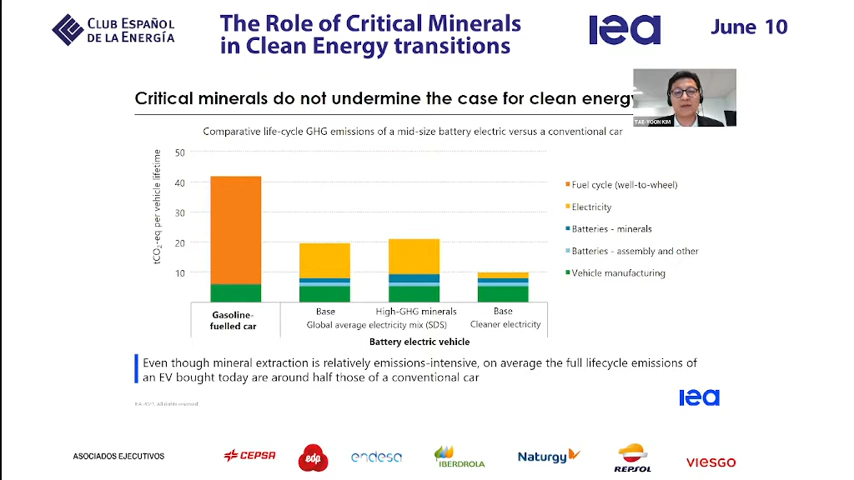 CLUB ESPAÑOL
DE LA ENERGÍA
The Role of Critical Minerals
in Clean Energy transitions
iea
June 10
Critical minerals do not undermine the case for clean energy
TAE-YOON KIM
Comparative life-cycle GHG emissions of a mid-size battery electric versus a conventional car
tCO2-eq per vehicle lifetime
50
40
30
20
10
Fuel cycle (well-to-wheel)
Electricity
Batteries - minerals
Batteries - assembly and other
Vehicle manufacturing
Gasoline-
fuelled car
Base
High-GHG minerals
Global average electricity mix (SDS)
Base
Cleaner electricity
Battery electric vehicle
Even though mineral extraction is relatively emissions-intensive, on average the full lifecycle emissions of
an EV bought today are around half those of a conventional car
All rights reserved
iea
ASOCIADOS EJECUTIVOS
CEPSA
edp
endesa
IBERDROLA
Naturgy
REPSOL
VIESGO